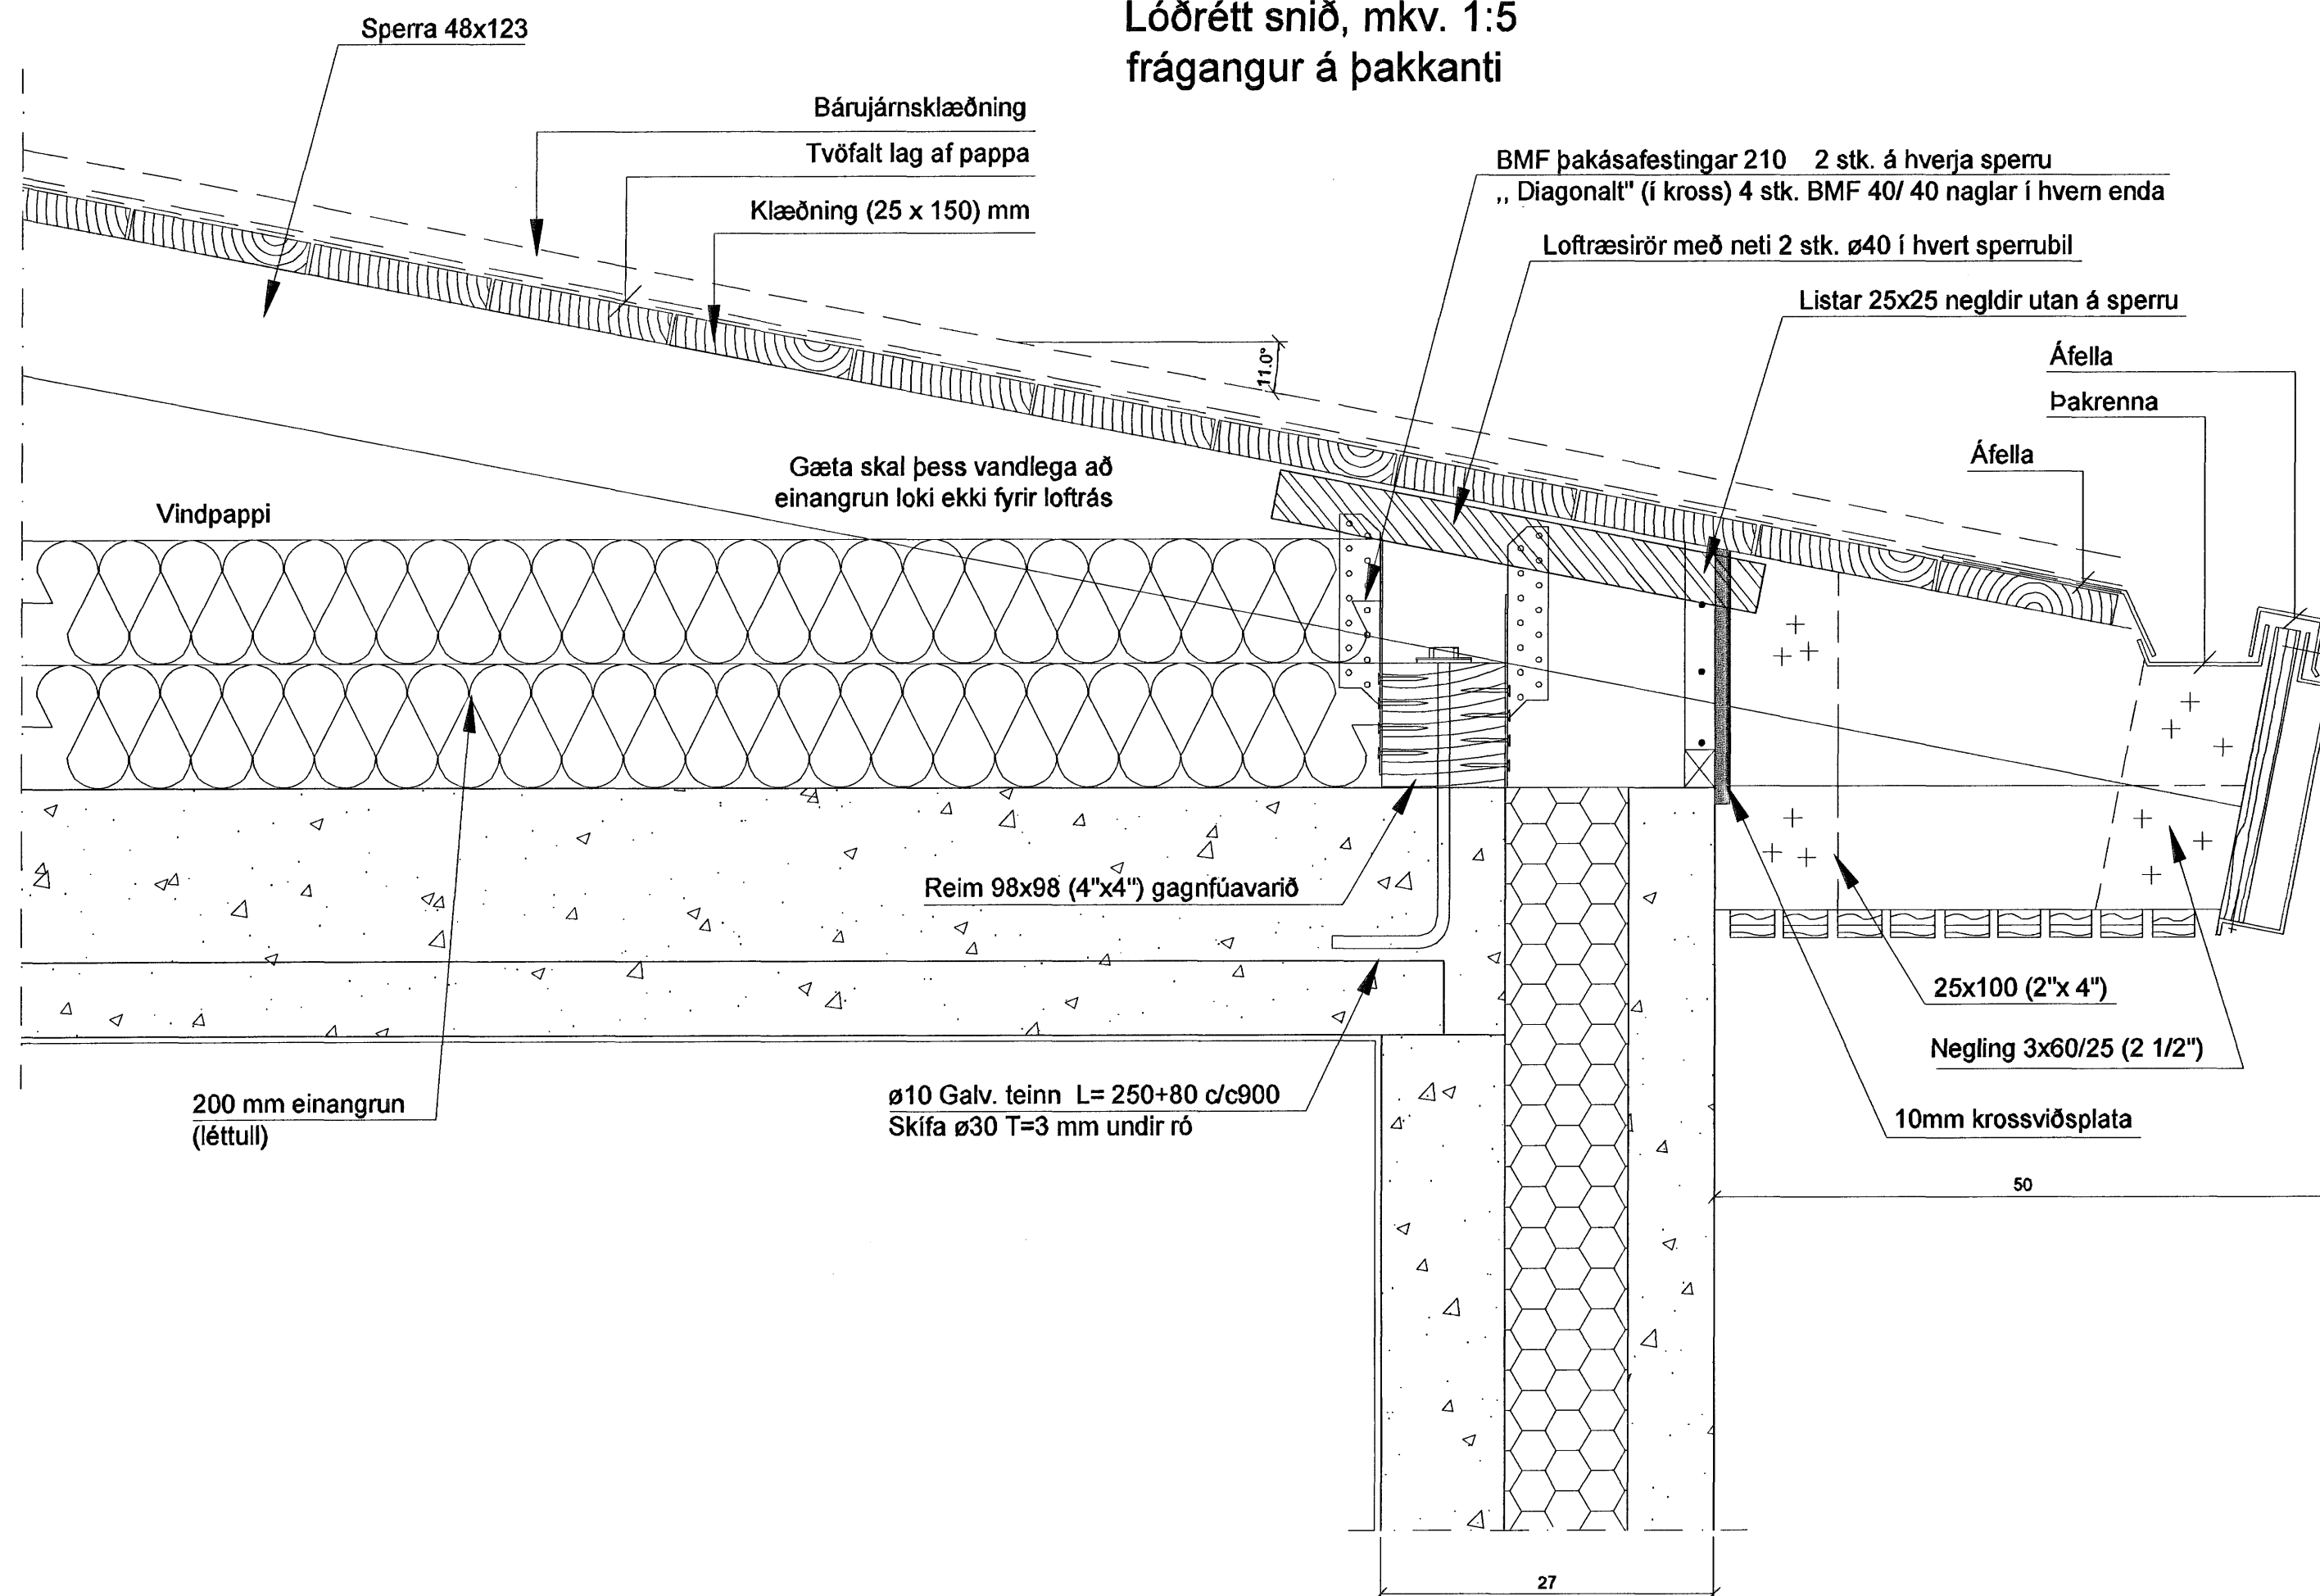 Lóðrétt snið, mkv. 1:5
frágangur á þakkanti
Sperra 48x123
Bárujárnsklæðning
Tvöfalt lag af pappa
Klæðning (25 x 150) mm
BMF þakásafestingar 210 2 stk. á hverja sperru
,, Diagonalt" (í kross) 4 stk. BMF 40/ 40 naglar í hvern enda
Loftræsirör með neti 2 stk. ø40 í hvert sperrubil
Listar 25x25 negldir utan á sperru
Áfella
Þakrenna
Áfella
11.0°
Gæta skal þess vandlega að
einangrun loki ekki fyrir loftrás
Vindpappi
Reim 98x98 (4"x4") gagnfúavarið
25x100 (2"x 4")
Negling 3x60/25 (2 1/2")
10mm krossviðsplata
200 mm einangrun
(léttull)
ø10 Galv. teinn L= 250+80 c/c900
Skífa ø30 T=3 mm undir ró
50
27